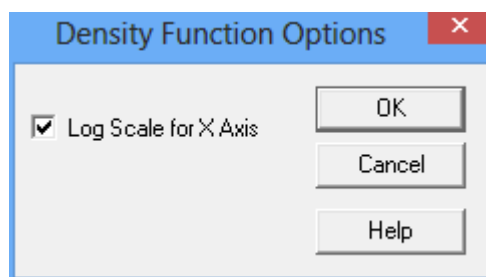 Density Function Options
Log Scale for X Axis
OK
Cancel
Help